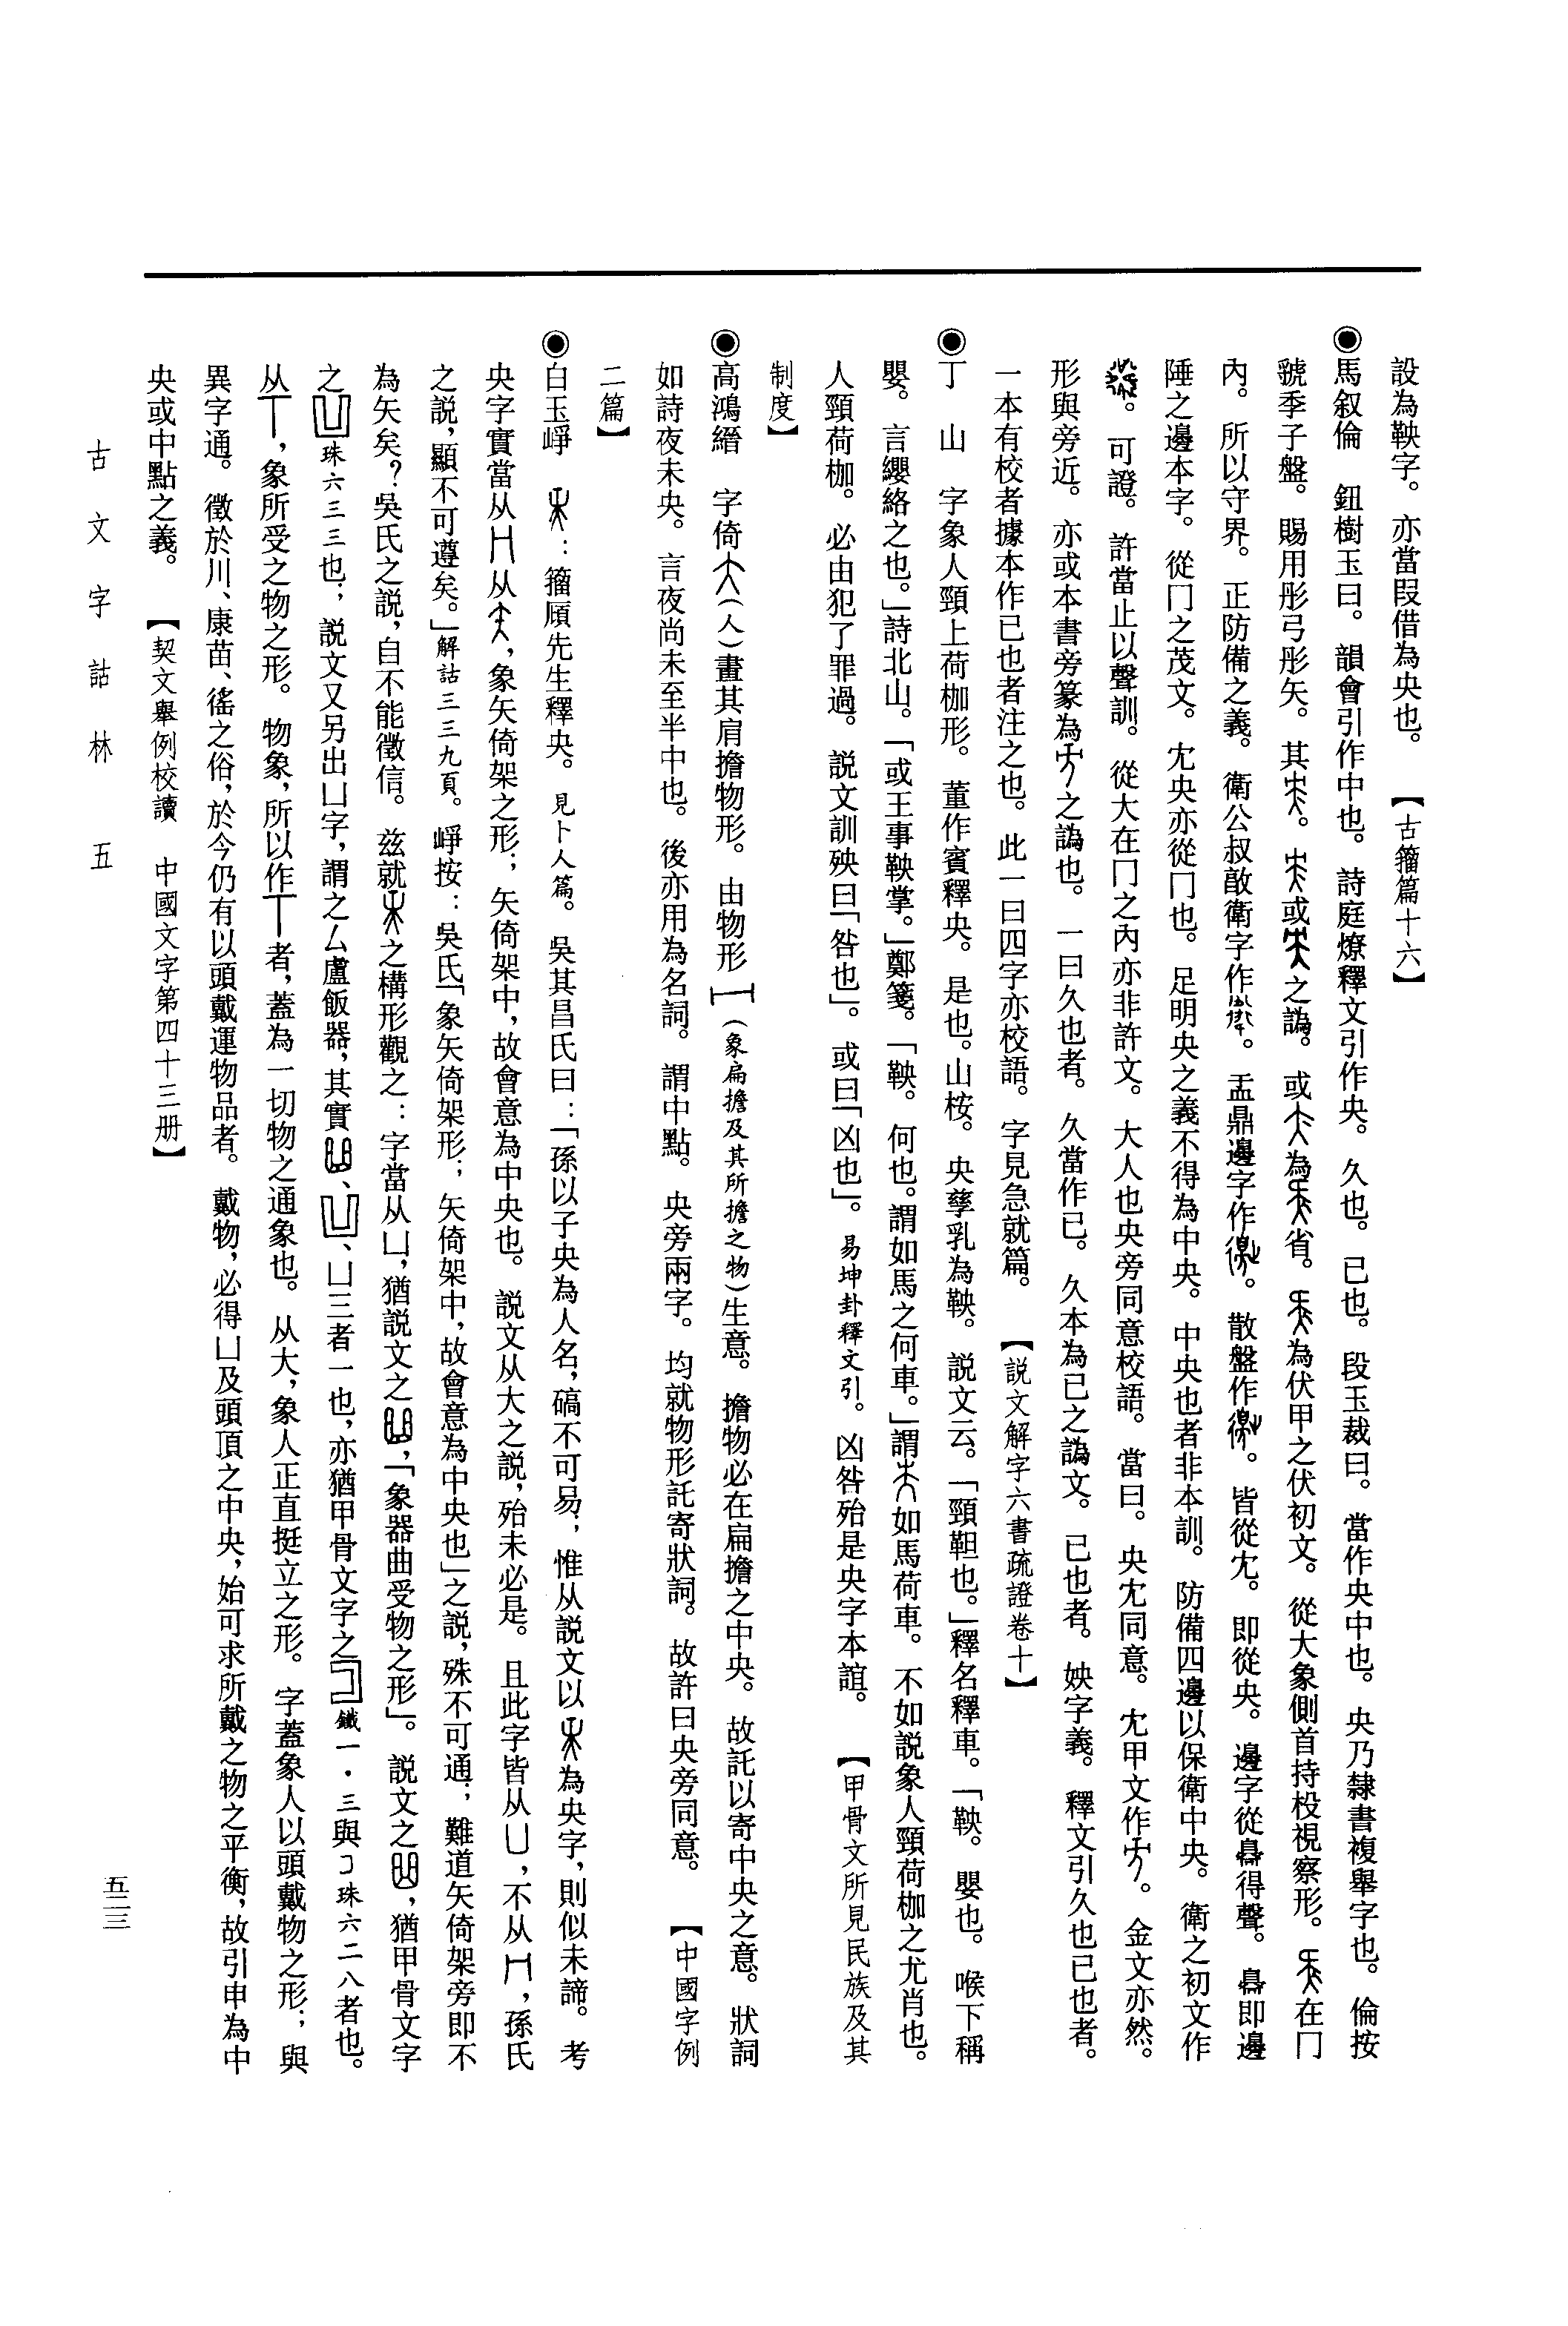 設為鞅字。亦當叚借為央也。　【古籀篇十六】
◉馬叙倫　鈕樹玉曰。韻會引作中也。詩庭燎釋文引作央。久也。已也。段玉裁曰。當作央中也。央乃隸書複舉字也。倫按
虢季子盤。賜用彤弓彤矢。其。或之譌。或為省。為伏甲之伏初文。從大象側首持殳視察形。在冂
內。所以守界。正防備之義。衛公叔敔衛字作。盂鼎邊字作。散盤作。皆從尢。即從央。邊字從得聲。即邊
陲之邊本字。從冂之茂文。尢央亦從冂也。足明央之義不得為中央。中央也者非本訓。防備四邊以保衛中央。衛之初文作
。可證。許當止以聲訓。從大在冂之內亦非許文。大人也央旁同意校語。當曰。央尢同意。尢甲文作。金文亦然。
形與旁近。亦或本書旁篆為之譌也。一曰久也者。久當作已。久本為已之譌文。已也者。姎字義。釋文引久也已也者。
一本有校者據本作已也者注之也。此一曰四字亦校語。字見急就篇。　【說文解字六書疏證卷十】
◉丁　山　字象人頸上荷枷形。董作賓釋央。是也。山桉。央孳乳為鞅。說文云。「頸靼也。」釋名釋車。「鞅。嬰也。喉下稱
嬰。言纓絡之也。」詩北山。「或王事鞅掌。」鄭箋。「鞅。何也。謂如馬之何車。」謂如馬荷車。不如說象人頸荷枷之尤肖也。
人頸荷枷。必由犯了罪過。說文訓殃曰「咎也」。或曰「凶也」。易坤卦釋文引。凶咎殆是央字本誼。　【甲骨文所見民族及其
制度】
◉高鴻縉　字倚（人）畫其肩擔物形。由物形（象扁擔及其所擔之物）生意。擔物必在扁擔之中央。故託以寄中央之意。狀詞
如詩夜未央。言夜尚未至半中也。後亦用為名詞。謂中點。央旁兩字。均就物形託寄狀詞。故許曰央旁同意。　【中國字例
二篇】
◉白玉崢　：籀廎先生釋央。見卜人篇。吳其昌氏曰：「孫以子央為人名，碻不可易；惟从說文以為央字，則似未諦。考
央字實當从从，象矢倚架之形；矢倚架中，故會意為中央也。說文从大之說，殆未必是。且此字皆从凵，不从冂，孫氏
之說，顯不可遵矣。」解詁三三九頁。崢按：吳氏「象矢倚架形；矢倚架中，故會意為中央也」之說，殊不可通；難道矢倚架旁即不
為矢矣？吳氏之說，自不能徵信。茲就之構形觀之：字當从凵，猶說文之，「象器曲受物之形」。說文之，猶甲骨文字
之珠六三三也；說文又另出凵字，謂之厶盧飯器，其實、、凵三者一也，亦猶甲骨文字之鐵一·三與珠六二八者也。
从，象所受之物之形。物象，所以作者，蓋為一切物之通象也。从大，象人正直挺立之形。字蓋象人以頭戴物之形；與
異字通。徵於川、康苗、徭之俗，於今仍有以頭戴運物品者。戴物，必得凵及頭頂之中央，始可求所戴之物之平衡，故引申為中
央或中點之義。　【契文舉例校讀　中國文字第四十三册】
古文字詁林　五
五二三